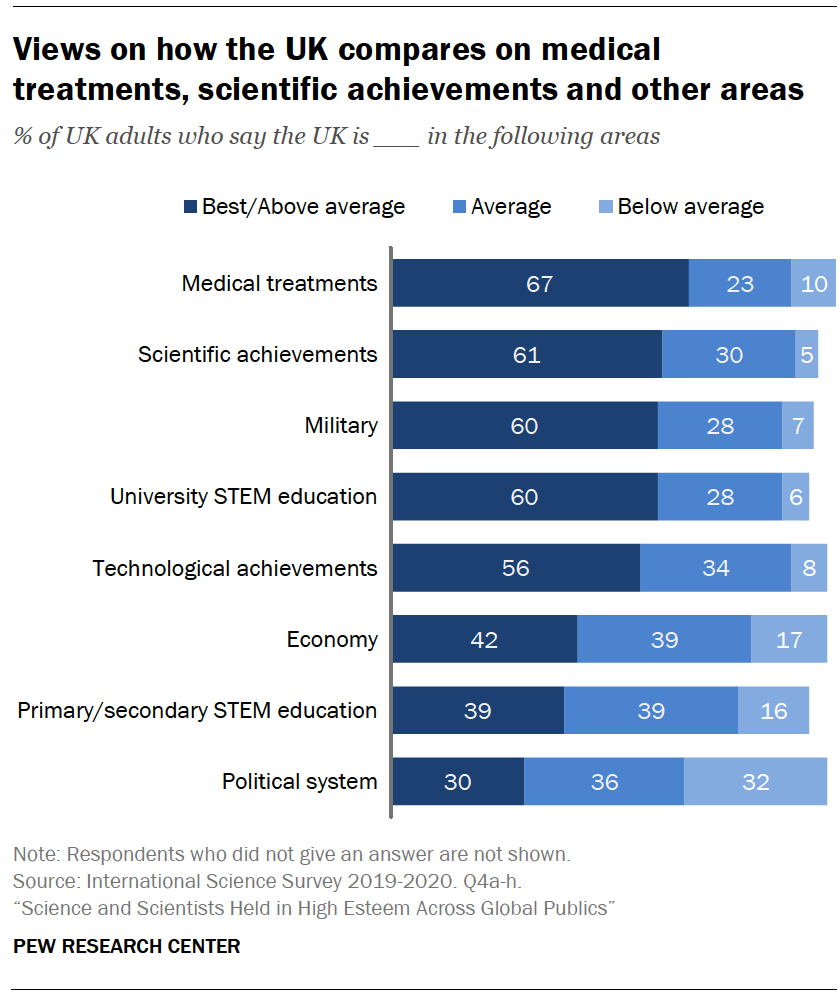 Views on how the UK compares on medical
treatments, scientific achievements and other areas
% of UK adults who say the UK is ____ in the following areas
Best/Above average Average Below average
Medical treatments 67 23 10
Scientific achievements 61 30 5
Military 60 28 7
University STEM education 60 28 6
Technological achievements 56 34 8
Economy 42 39 17
Primary/secondary STEM education 39 39 16
Political system 30 36 32
Note: Respondents who did not give an answer are not shown.
Source: International Science Survey 2019-2020. Q4a-h.
“Science and Scientists Held in High Esteem Across Global Publics”
PEW RESEARCH CENTER